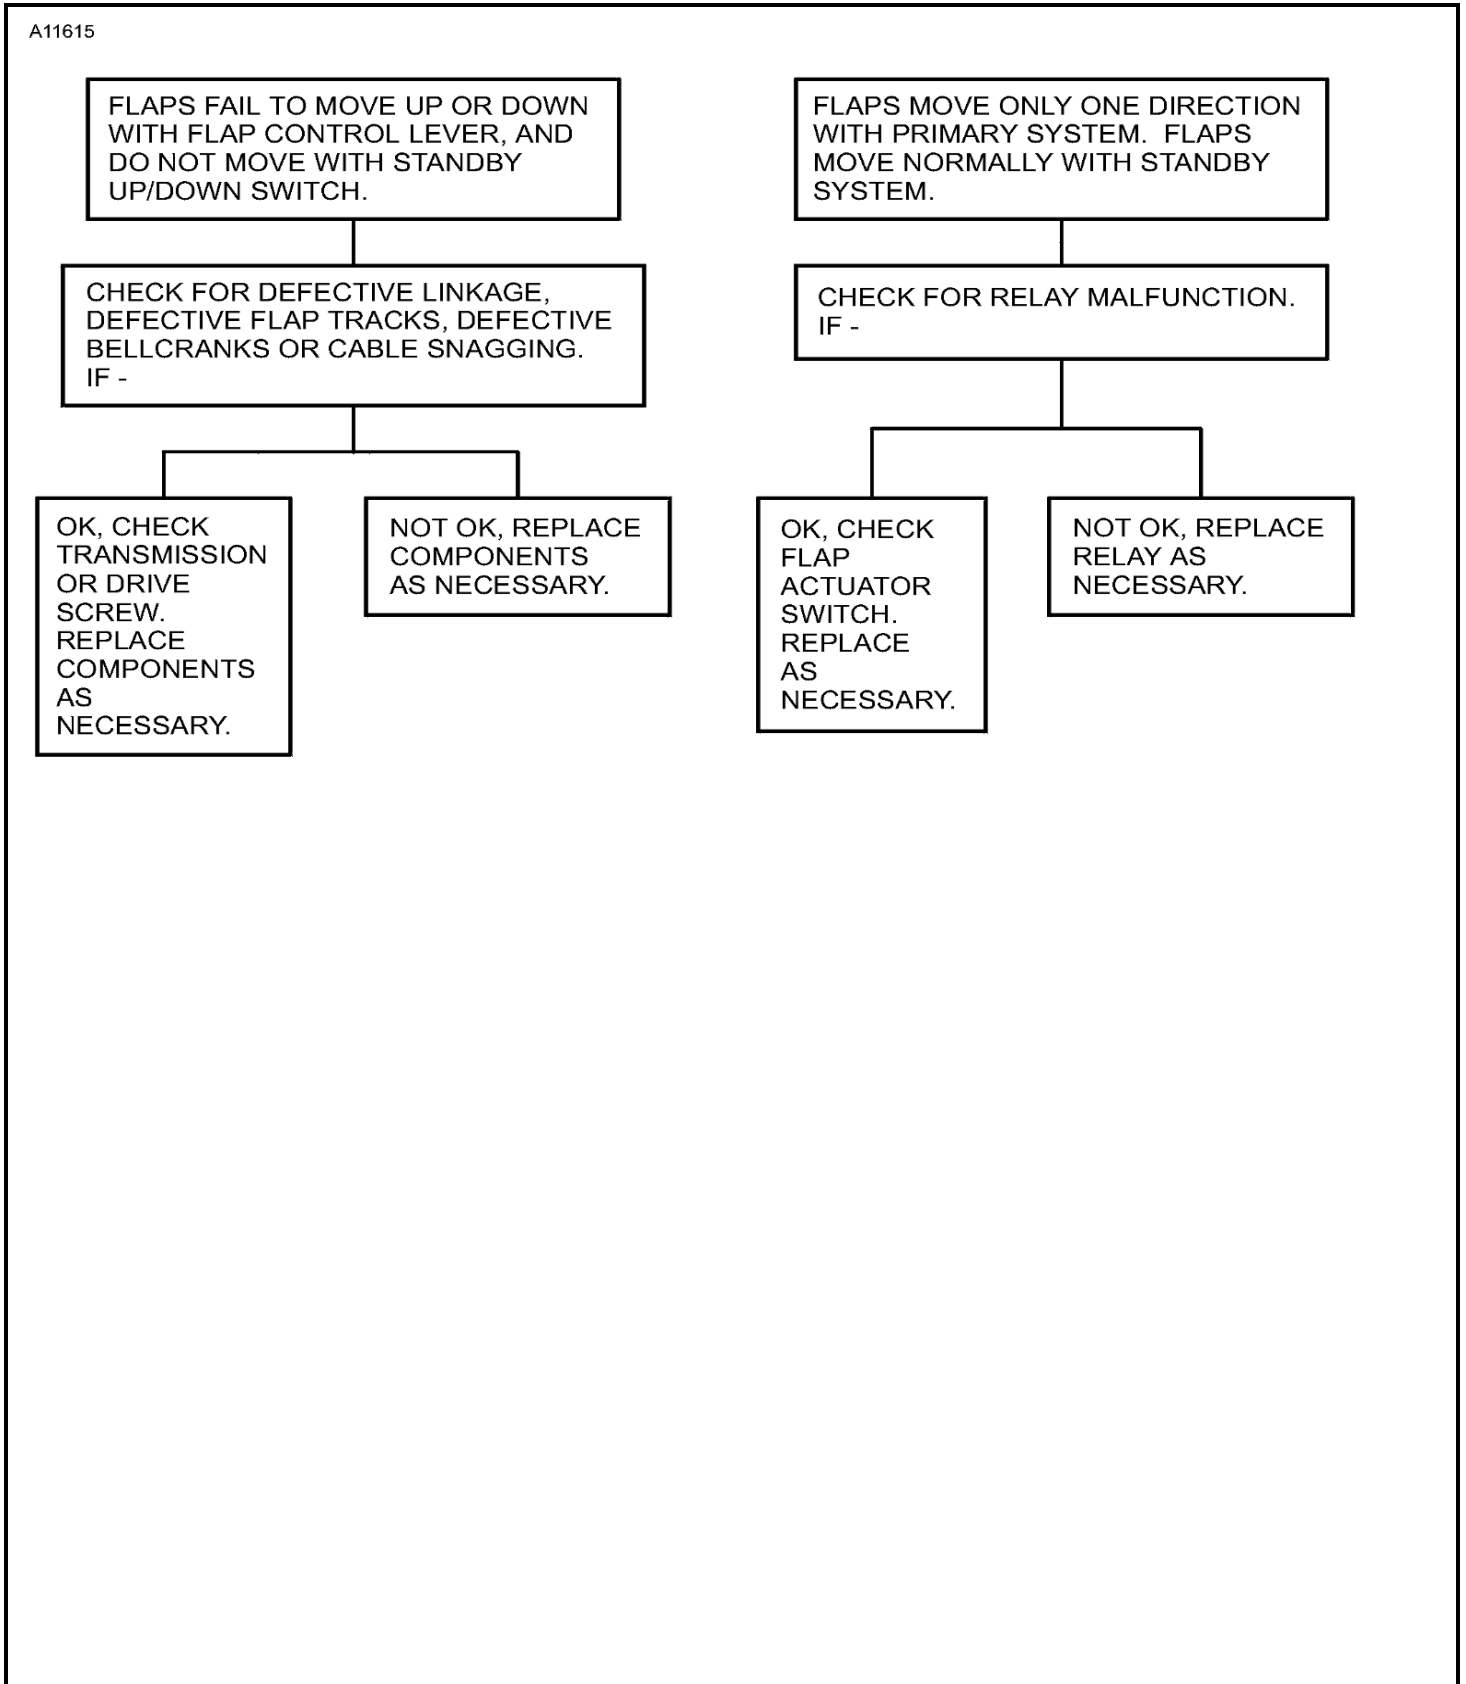 A11615
FLAPS FAIL TO MOVE UP OR DOWN
WITH FLAP CONTROL LEVER, AND
DO NOT MOVE WITH STANDBY
UP/DOWN SWITCH.
CHECK FOR DEFECTIVE LINKAGE,
DEFECTIVE FLAP TRACKS, DEFECTIVE
BELLCRANKS OR CABLE SNAGGING.
IF -
OK, CHECK
TRANSMISSION
OR DRIVE
SCREW.
REPLACE
COMPONENTS
AS
NECESSARY.
NOT OK, REPLACE
COMPONENTS
AS NECESSARY.
FLAPS MOVE ONLY ONE DIRECTION
WITH PRIMARY SYSTEM.  FLAPS
MOVE NORMALLY WITH STANDBY
SYSTEM.
CHECK FOR RELAY MALFUNCTION.
IF -
OK, CHECK
FLAP
ACTUATOR
SWITCH.
REPLACE
AS
NECESSARY.
NOT OK, REPLACE
RELAY AS
NECESSARY.